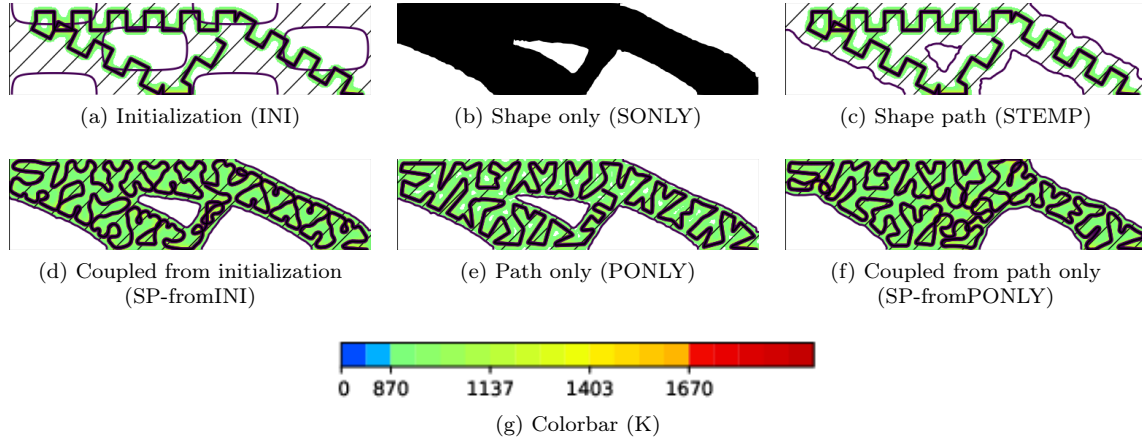 (a) Initialization (INI)
(b) Shape only (SONLY)
(c) Shape path (STEMP)
(d) Coupled from initialization
(SP-fromINI)
(e) Path only (PONLY)
(f) Coupled from path only
(SP-fromPONLY)
0 870 1137 1403 1670
(g) Colorbar (K)